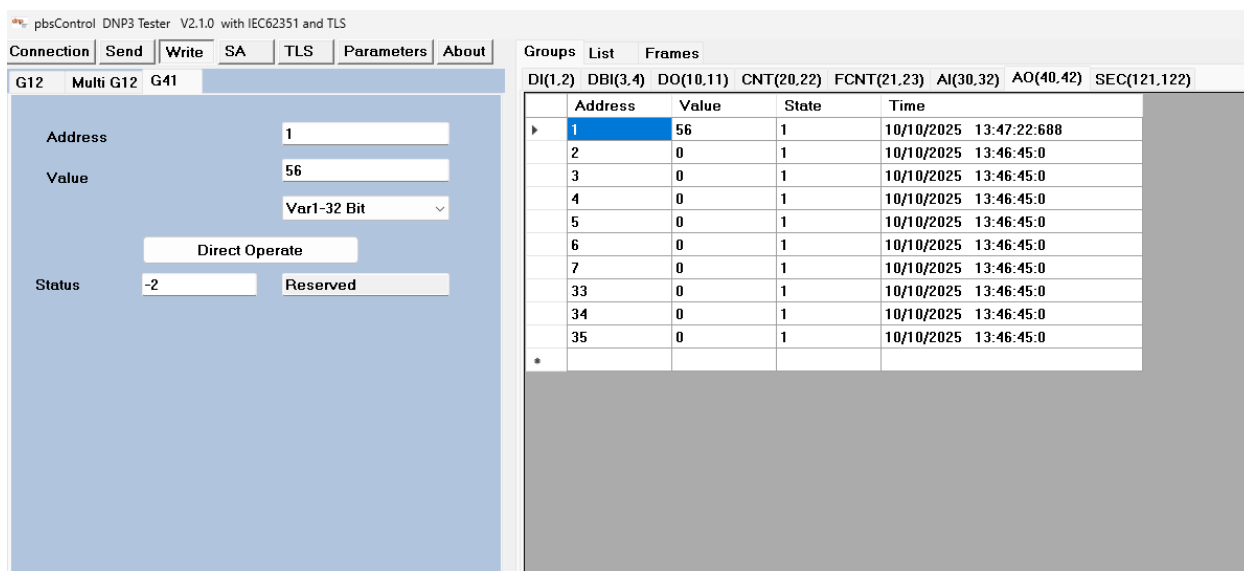 pbsControl DNP3 Tester V2.1.0 with IEC62351 and TLS
Connection Send Write SA TLS Parameters About
G12 Multi G12 G41
Address 1
Value 56
Var1-32 Bit
Direct Operate
Status -2 Reserved
Groups List Frames
DI(1,2) DBI(3,4) DO(10,11) CNT(20,22) FCNT(21,23) AI(30,32) AO(40,42) SEC(121,122)
Address Value State Time
1 56 1 10/10/2025 13:47:22:688
2 0 1 10/10/2025 13:46:45:0
3 0 1 10/10/2025 13:46:45:0
4 0 1 10/10/2025 13:46:45:0
5 0 1 10/10/2025 13:46:45:0
6 0 1 10/10/2025 13:46:45:0
7 0 1 10/10/2025 13:46:45:0
33 0 1 10/10/2025 13:46:45:0
34 0 1 10/10/2025 13:46:45:0
35 0 1 10/10/2025 13:46:45:0